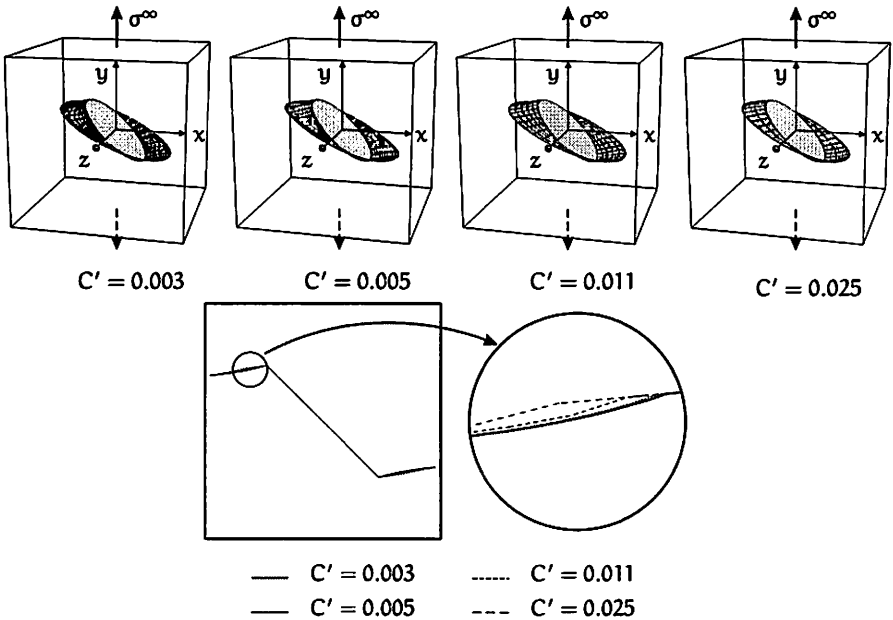 σ∞ σ∞ σ∞ σ∞
y y y y
x x x x
z z z z
C′ = 0.003 C′ = 0.005 C′ = 0.011 C′ = 0.025
C′ = 0.003 C′ = 0.011
C′ = 0.005 C′ = 0.025